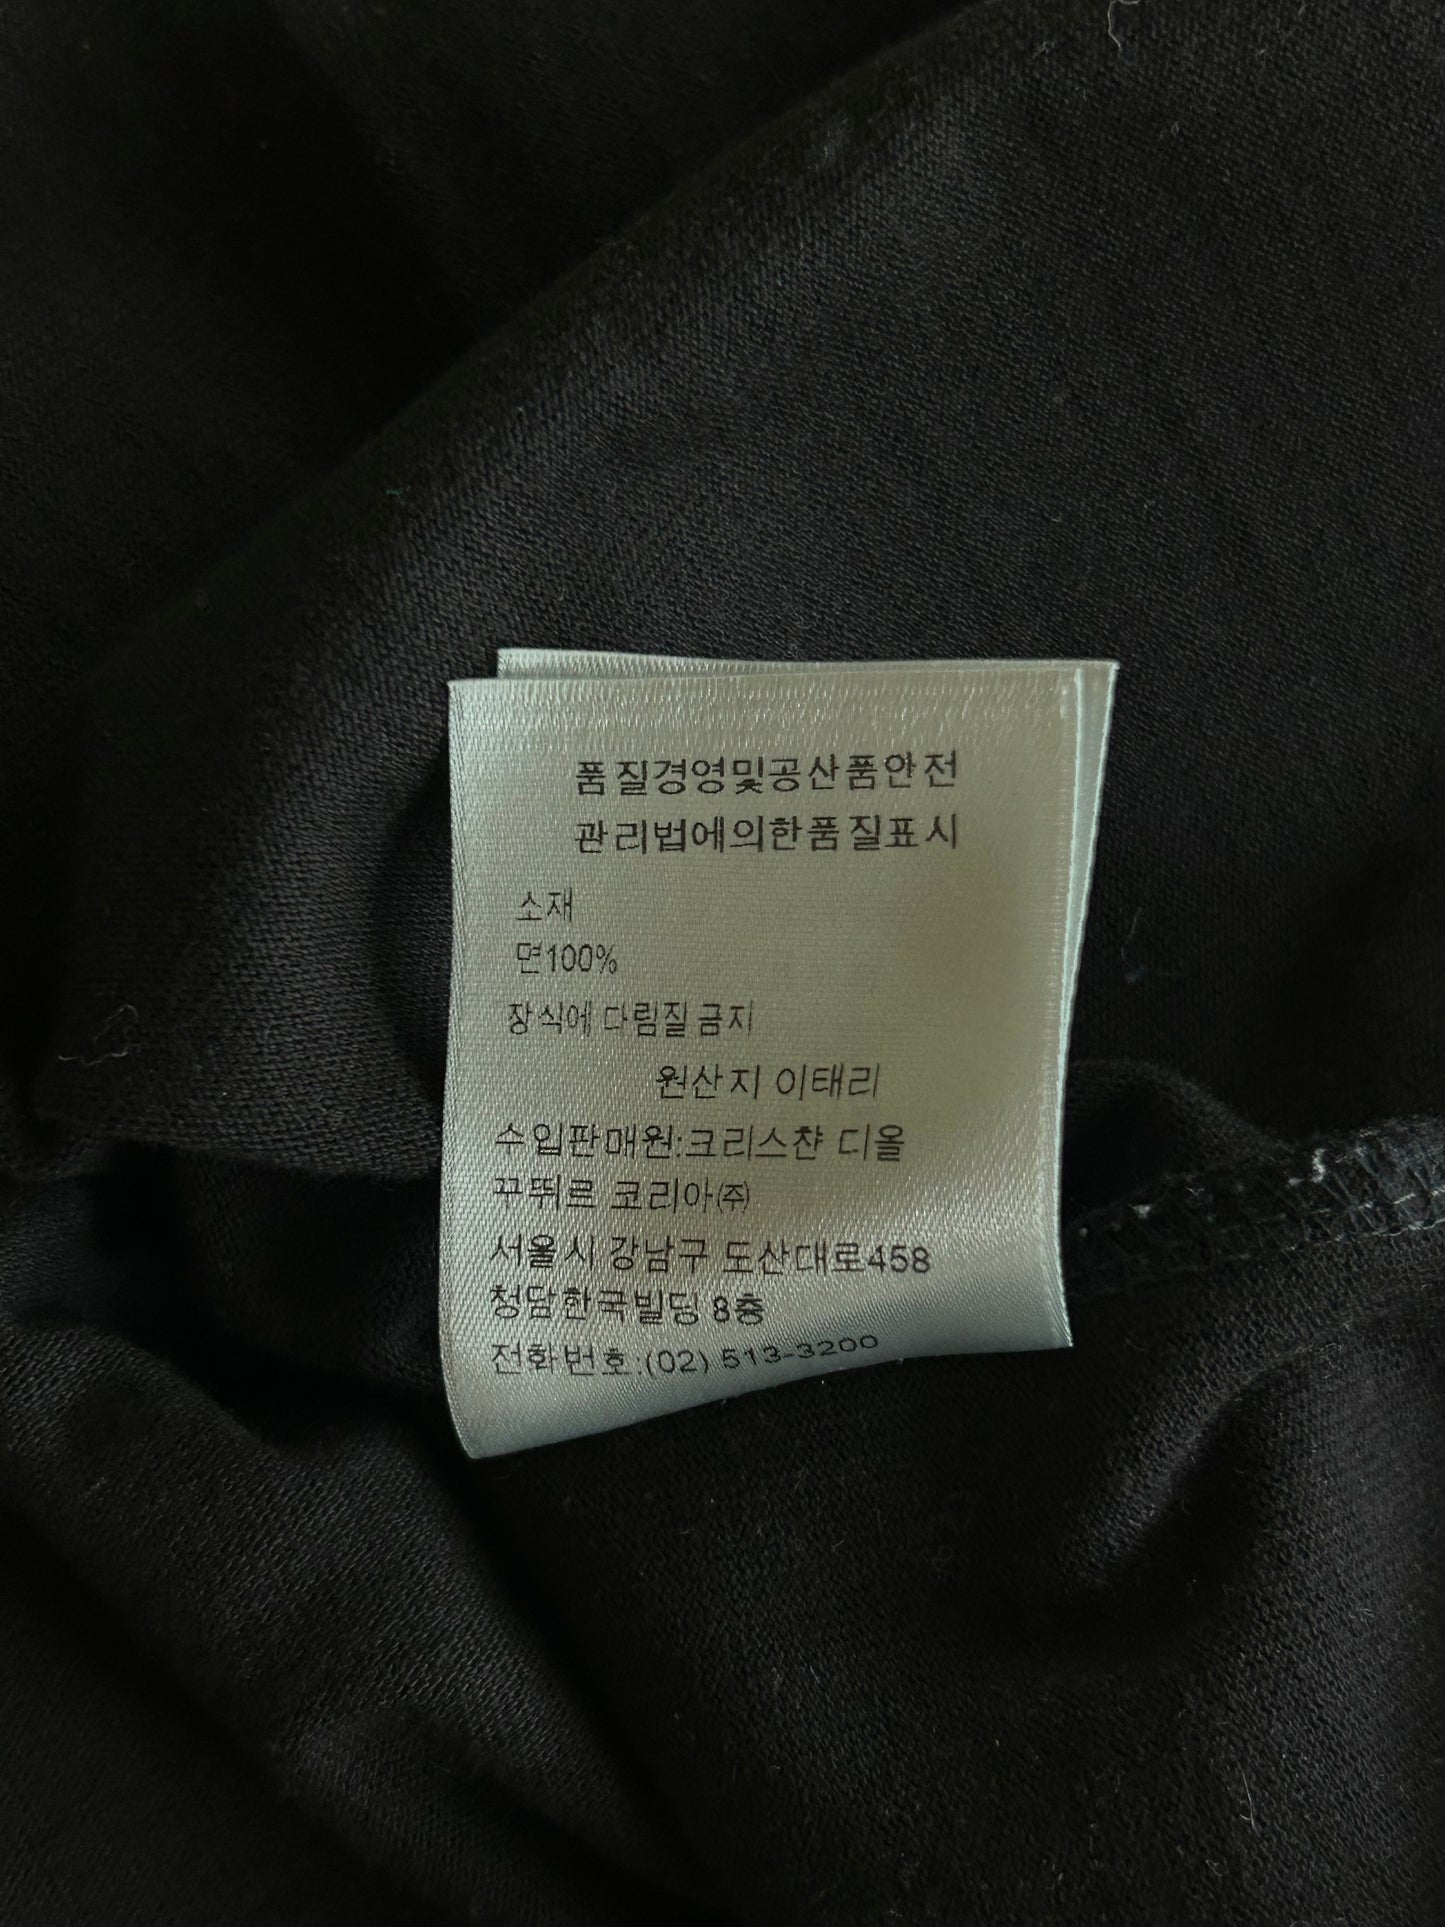 품질경영및공산품안전
관리법에의한품질표시
소재
면100%
장식에 다림질 금지
원산지 이태리
수입판매원:크리스챤 디올
꾸뛰르 코리아(주)
서울시 강남구 도산대로458
청담한국빌딩 8층
전화번호:(02) 513-3200